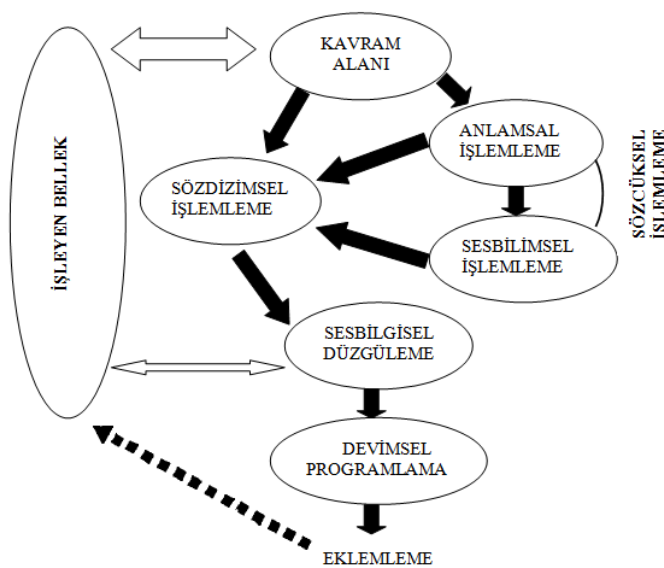 KAVRAM
ALANI
ANLAMSAL
İŞLEMLEME
SÖZCÜKSEL
İŞLEMLEME
İŞLEYEN BELLEK
SÖZDİZİMSEL
İŞLEMLEME
SESBİLİMSEL
İŞLEMLEME
SESBİLGİSEL
DÜZGÜLEME
DEVİMSEL
PROGRAMLAMA
EKLEMLEME